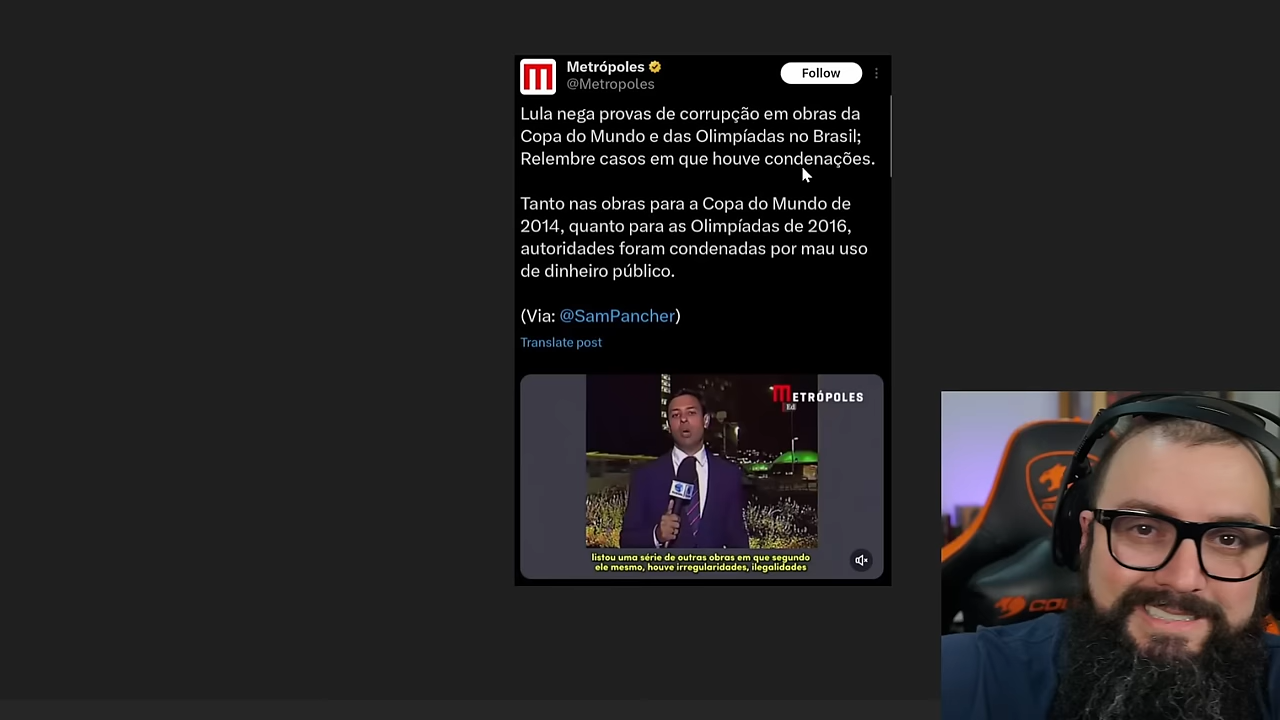 Metrópoles
@Metropoles
Follow
Lula nega provas de corrupção em obras da
Copa do Mundo e das Olimpíadas no Brasil;
Relembre casos em que houve condenações.
Tanto nas obras para a Copa do Mundo de
2014, quanto para as Olimpíadas de 2016,
autoridades foram condenadas por mau uso
de dinheiro público.
(Via: @SamPancher)
Translate post
METRÓPOLES
listou uma série de outras obras em que segundo
ele mesmo, houve irregularidades, ilegalidades